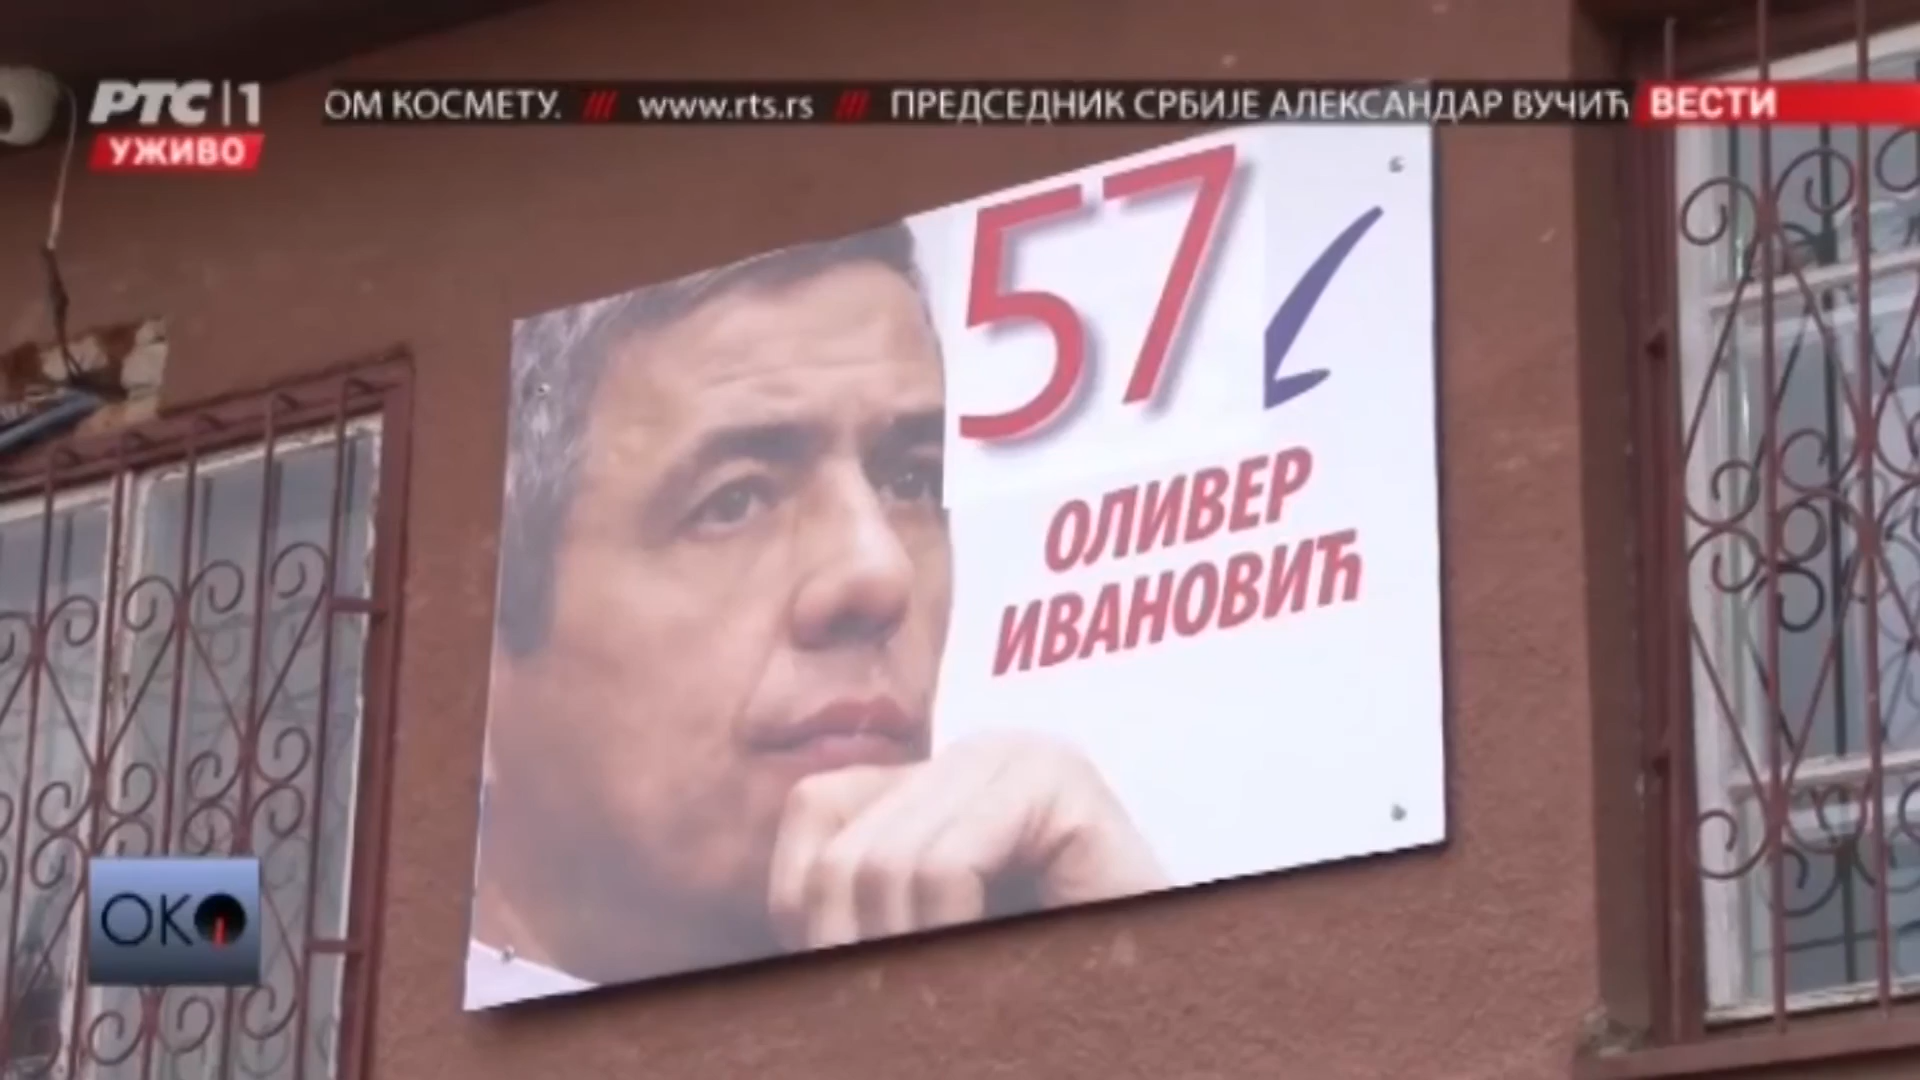 РТС|1
ОМ КОСМЕТУ. /// www.rts.rs /// ПРЕДСЕДНИК СРБИЈЕ АЛЕКСАНДАР ВУЧИЋ
ВЕСТИ
УЖИВО
57
ОЛИВЕР
ИВАНОВИЋ
ОКО